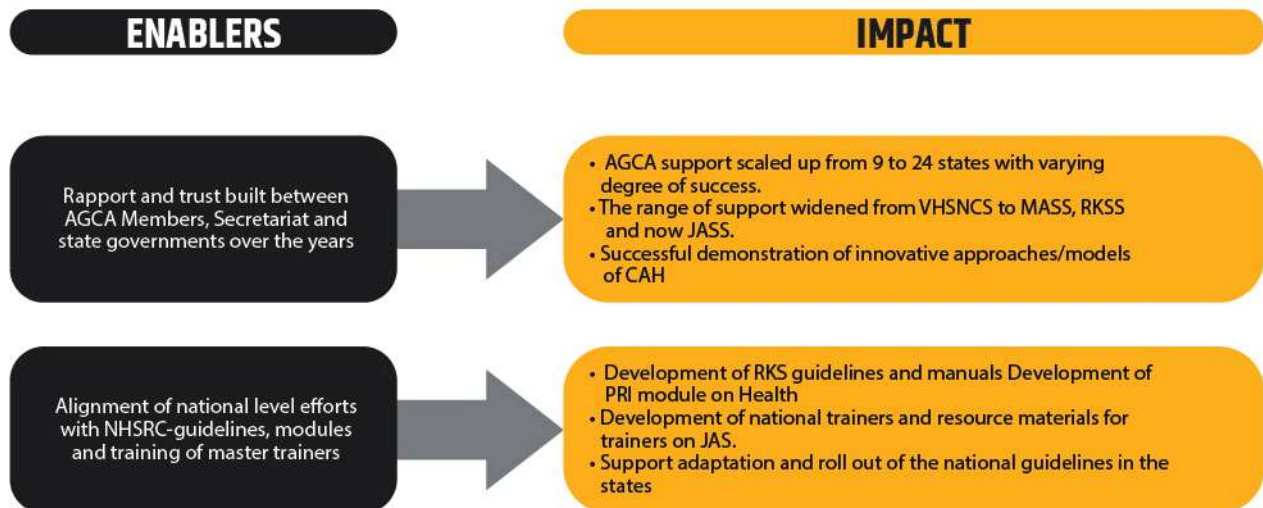 ENABLERS
IMPACT
Rapport and trust built between
AGCA Members, Secretariat and
state governments over the years
• AGCA support scaled up from 9 to 24 states with varying
degree of success.
• The range of support widened from VHSNCS to MASS, RKSS
and now JASS.
• Successful demonstration of innovative approaches/models
of CAH
Alignment of national level efforts
with NHSRC-guidelines, modules
and training of master trainers
• Development of RKS guidelines and manuals Development of
PRI module on Health
• Development of national trainers and resource materials for
trainers on JAS.
• Support adaptation and roll out of the national guidelines in the
states